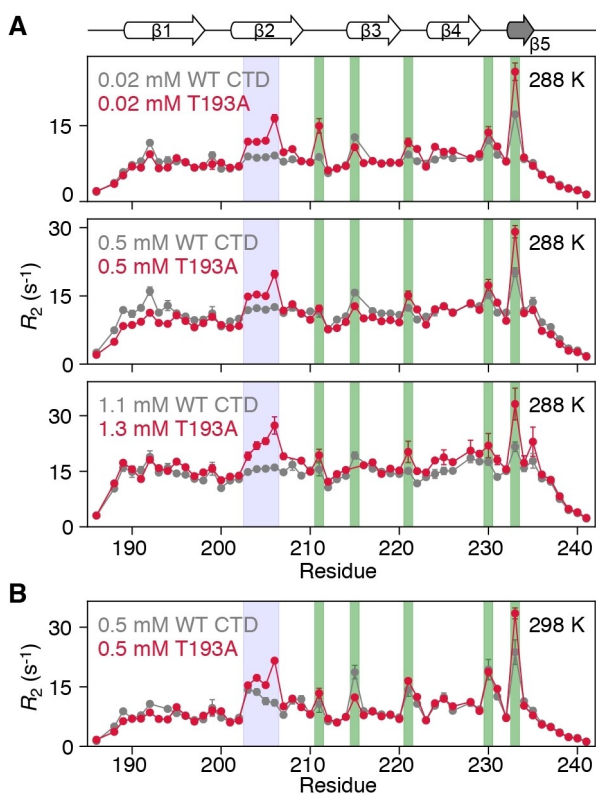 A
β1 β2 β3 β4
β5
0.02 mM WT CTD 288 K
0.02 mM T193A
15
0
30
0.5 mM WT CTD 288 K
0.5 mM T193A
15
R2 (s-1)
0
30
1.1 mM WT CTD 288 K
1.3 mM T193A
15
0
190 200 210 220 230 240
Residue
B
30
0.5 mM WT CTD 298 K
0.5 mM T193A
15
R2 (s-1)
0
190 200 210 220 230 240
Residue